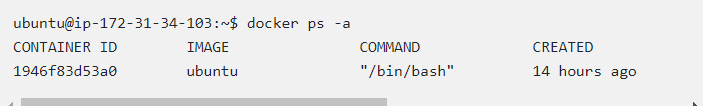 ubuntu@ip-172-31-34-103:~$ docker ps -a
CONTAINER ID        IMAGE               COMMAND             CREATED
1946f83d53a0        ubuntu              "/bin/bash"         14 hours ago